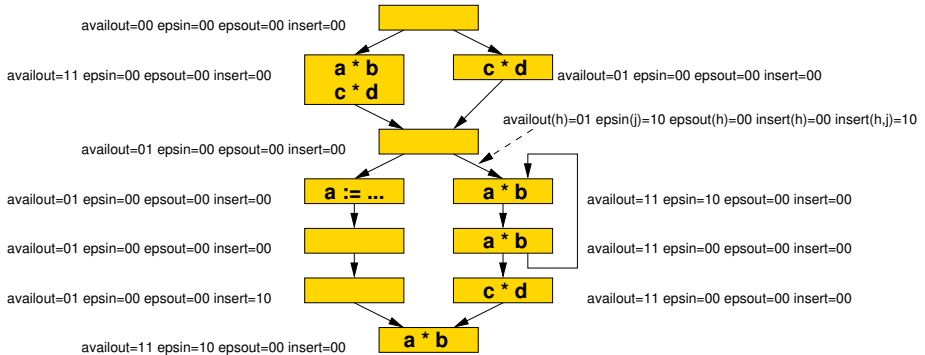 availout=00 epsin=00 epsout=00 insert=00
availout=11 epsin=00 epsout=00 insert=00
a * b
c * d
c * d
availout=01 epsin=00 epsout=00 insert=00
availout(h)=01 epsin(j)=10 epsout(h)=00 insert(h)=00 insert(h,j)=10
availout=01 epsin=00 epsout=00 insert=00
availout=01 epsin=00 epsout=00 insert=00
a := ...
a * b
availout=11 epsin=10 epsout=00 insert=00
availout=01 epsin=00 epsout=00 insert=00
a * b
availout=11 epsin=00 epsout=00 insert=00
availout=01 epsin=00 epsout=00 insert=10
c * d
availout=11 epsin=00 epsout=00 insert=00
availout=11 epsin=10 epsout=00 insert=00
a * b